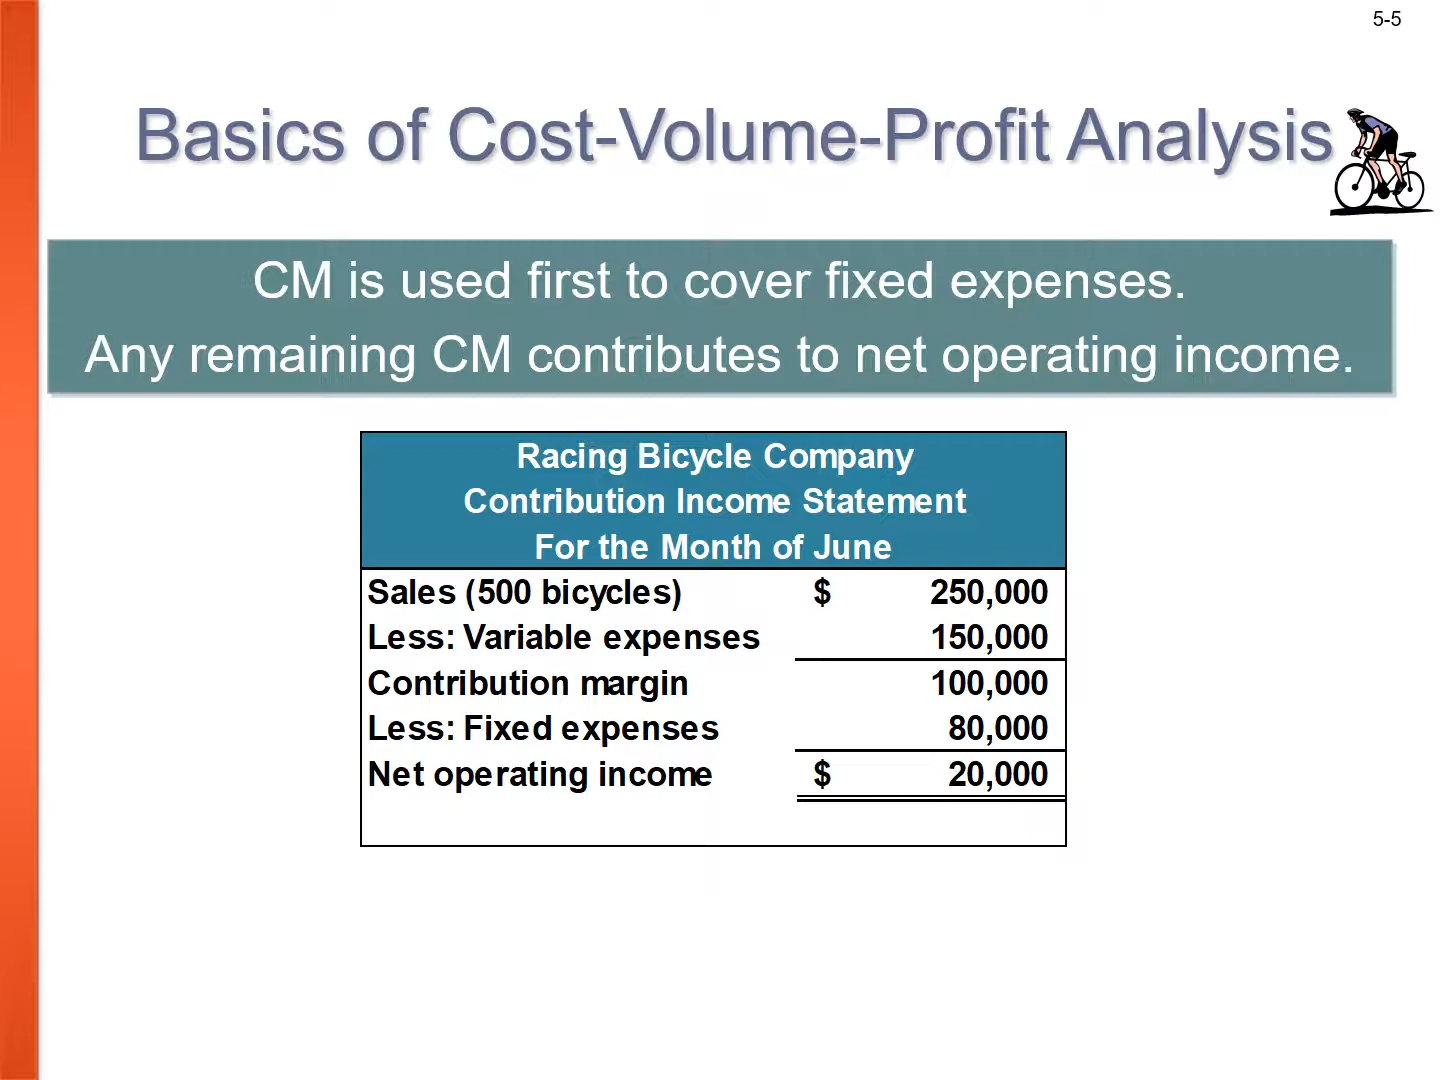 5-5
Basics of Cost-Volume-Profit Analysis
CM is used first to cover fixed expenses.
Any remaining CM contributes to net operating income.
Racing Bicycle Company
Contribution Income Statement
For the Month of June
Sales (500 bicycles) $ 250,000
Less: Variable expenses 150,000
Contribution margin 100,000
Less: Fixed expenses 80,000
Net operating income $ 20,000